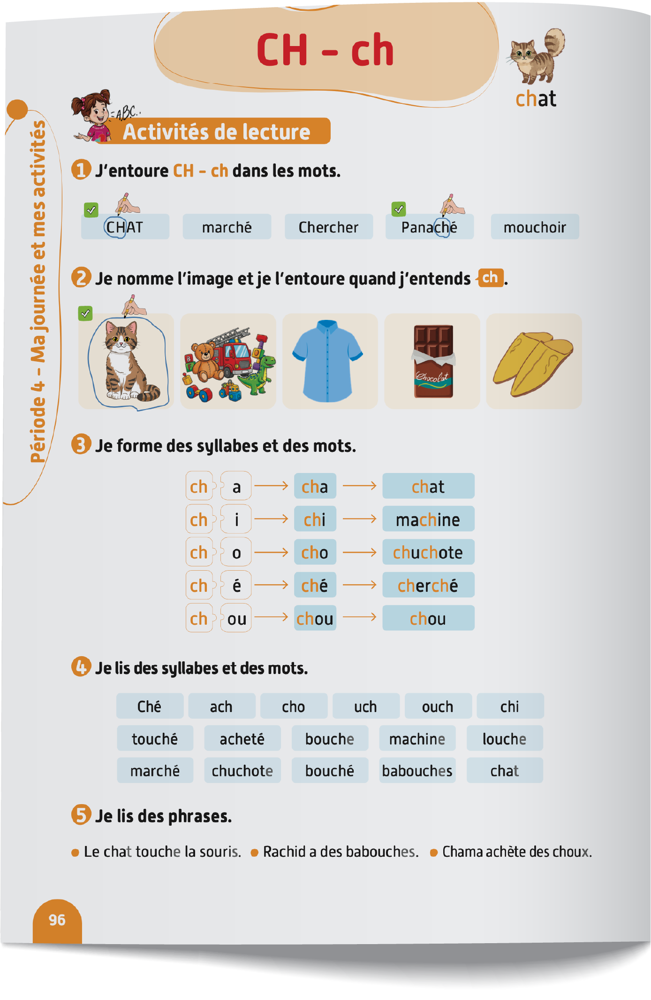 CH - ch
chat
A.B.C..
Activités de lecture
Période 4 - Ma journée et mes activités
1 J'entoure CH - ch dans les mots.
CHAT marché Chercher Panaché mouchoir
2 Je nomme l'image et je l'entoure quand j'entends ch.
B
F
Chocolat
3 Je forme des syllabes et des mots.
ch a cha chat
ch i chi machine
ch o cho chuchote
ch é ché cherché
ch ou chou chou
4 Je lis des syllabes et des mots.
Ché ach cho uch ouch chi
touché acheté bouche machine louche
marché chuchote bouché babouches chat
5 Je lis des phrases.
Le chat touche la souris. Rachid a des babouches. Chama achète des choux.
96